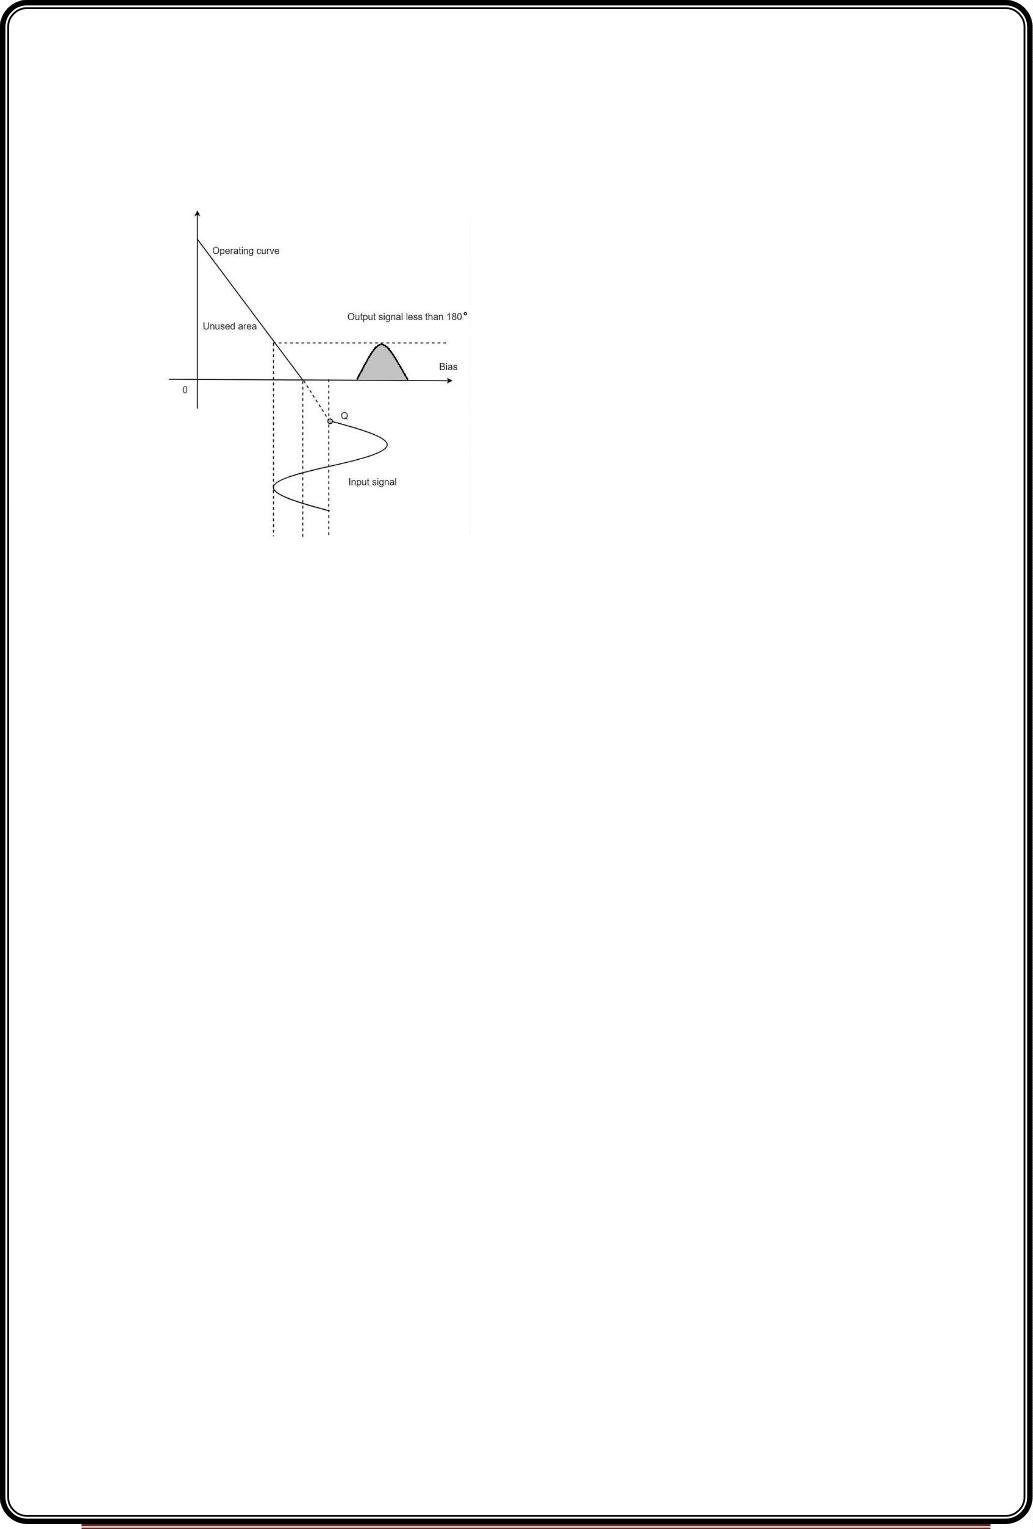 Operating curve
Output signal less than 180°
Unused area
Bias
0
Q
Input signal